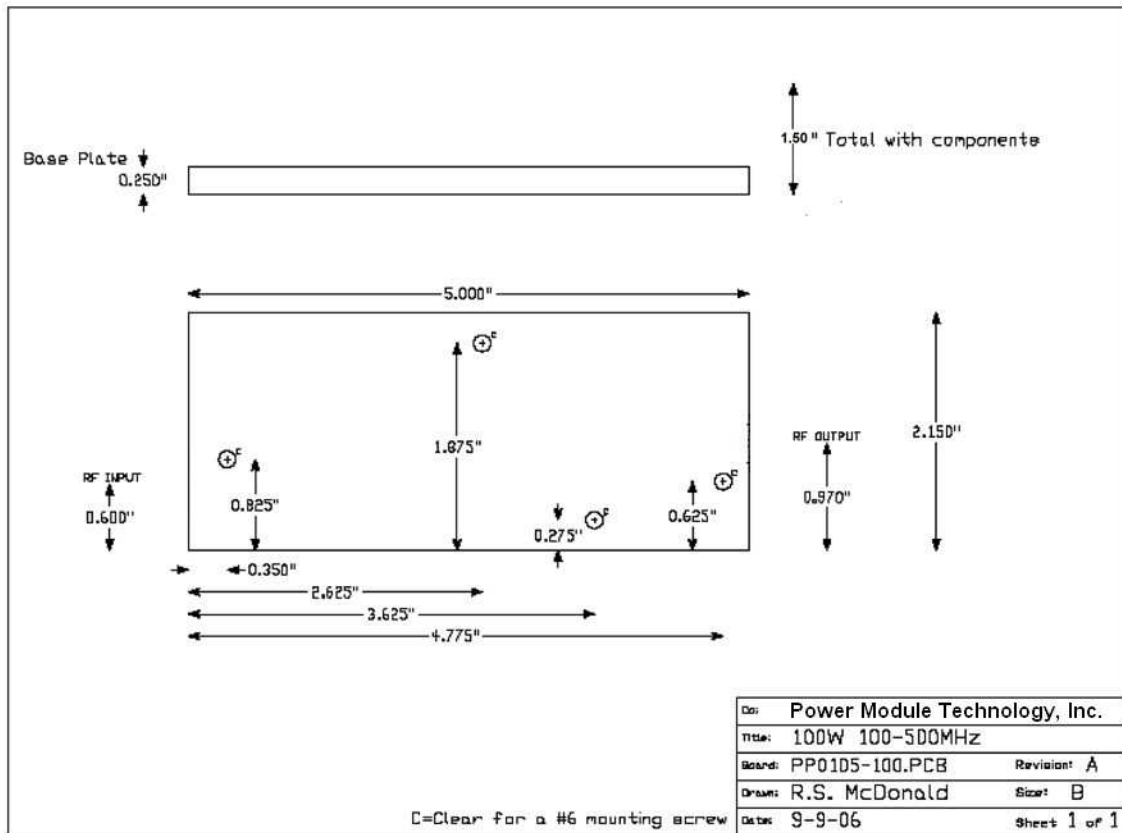 1.50" Total with components
Base Plate
0.250"
5.000"
C
C
C
C
1.875"
0.825"
0.275"
0.625"
RF INPUT
0.600"
RF OUTPUT
0.970"
2.150"
0.350"
2.625"
3.625"
4.775"
Co: Power Module Technology, Inc.
Title: 100W 100-500MHz
Board: PP01D5-100.PCB Revision: A
Drawn: R.S. McDonald Size: B
Date: 9-9-06 Sheet 1 of 1
C=Clear for a #6 mounting screw